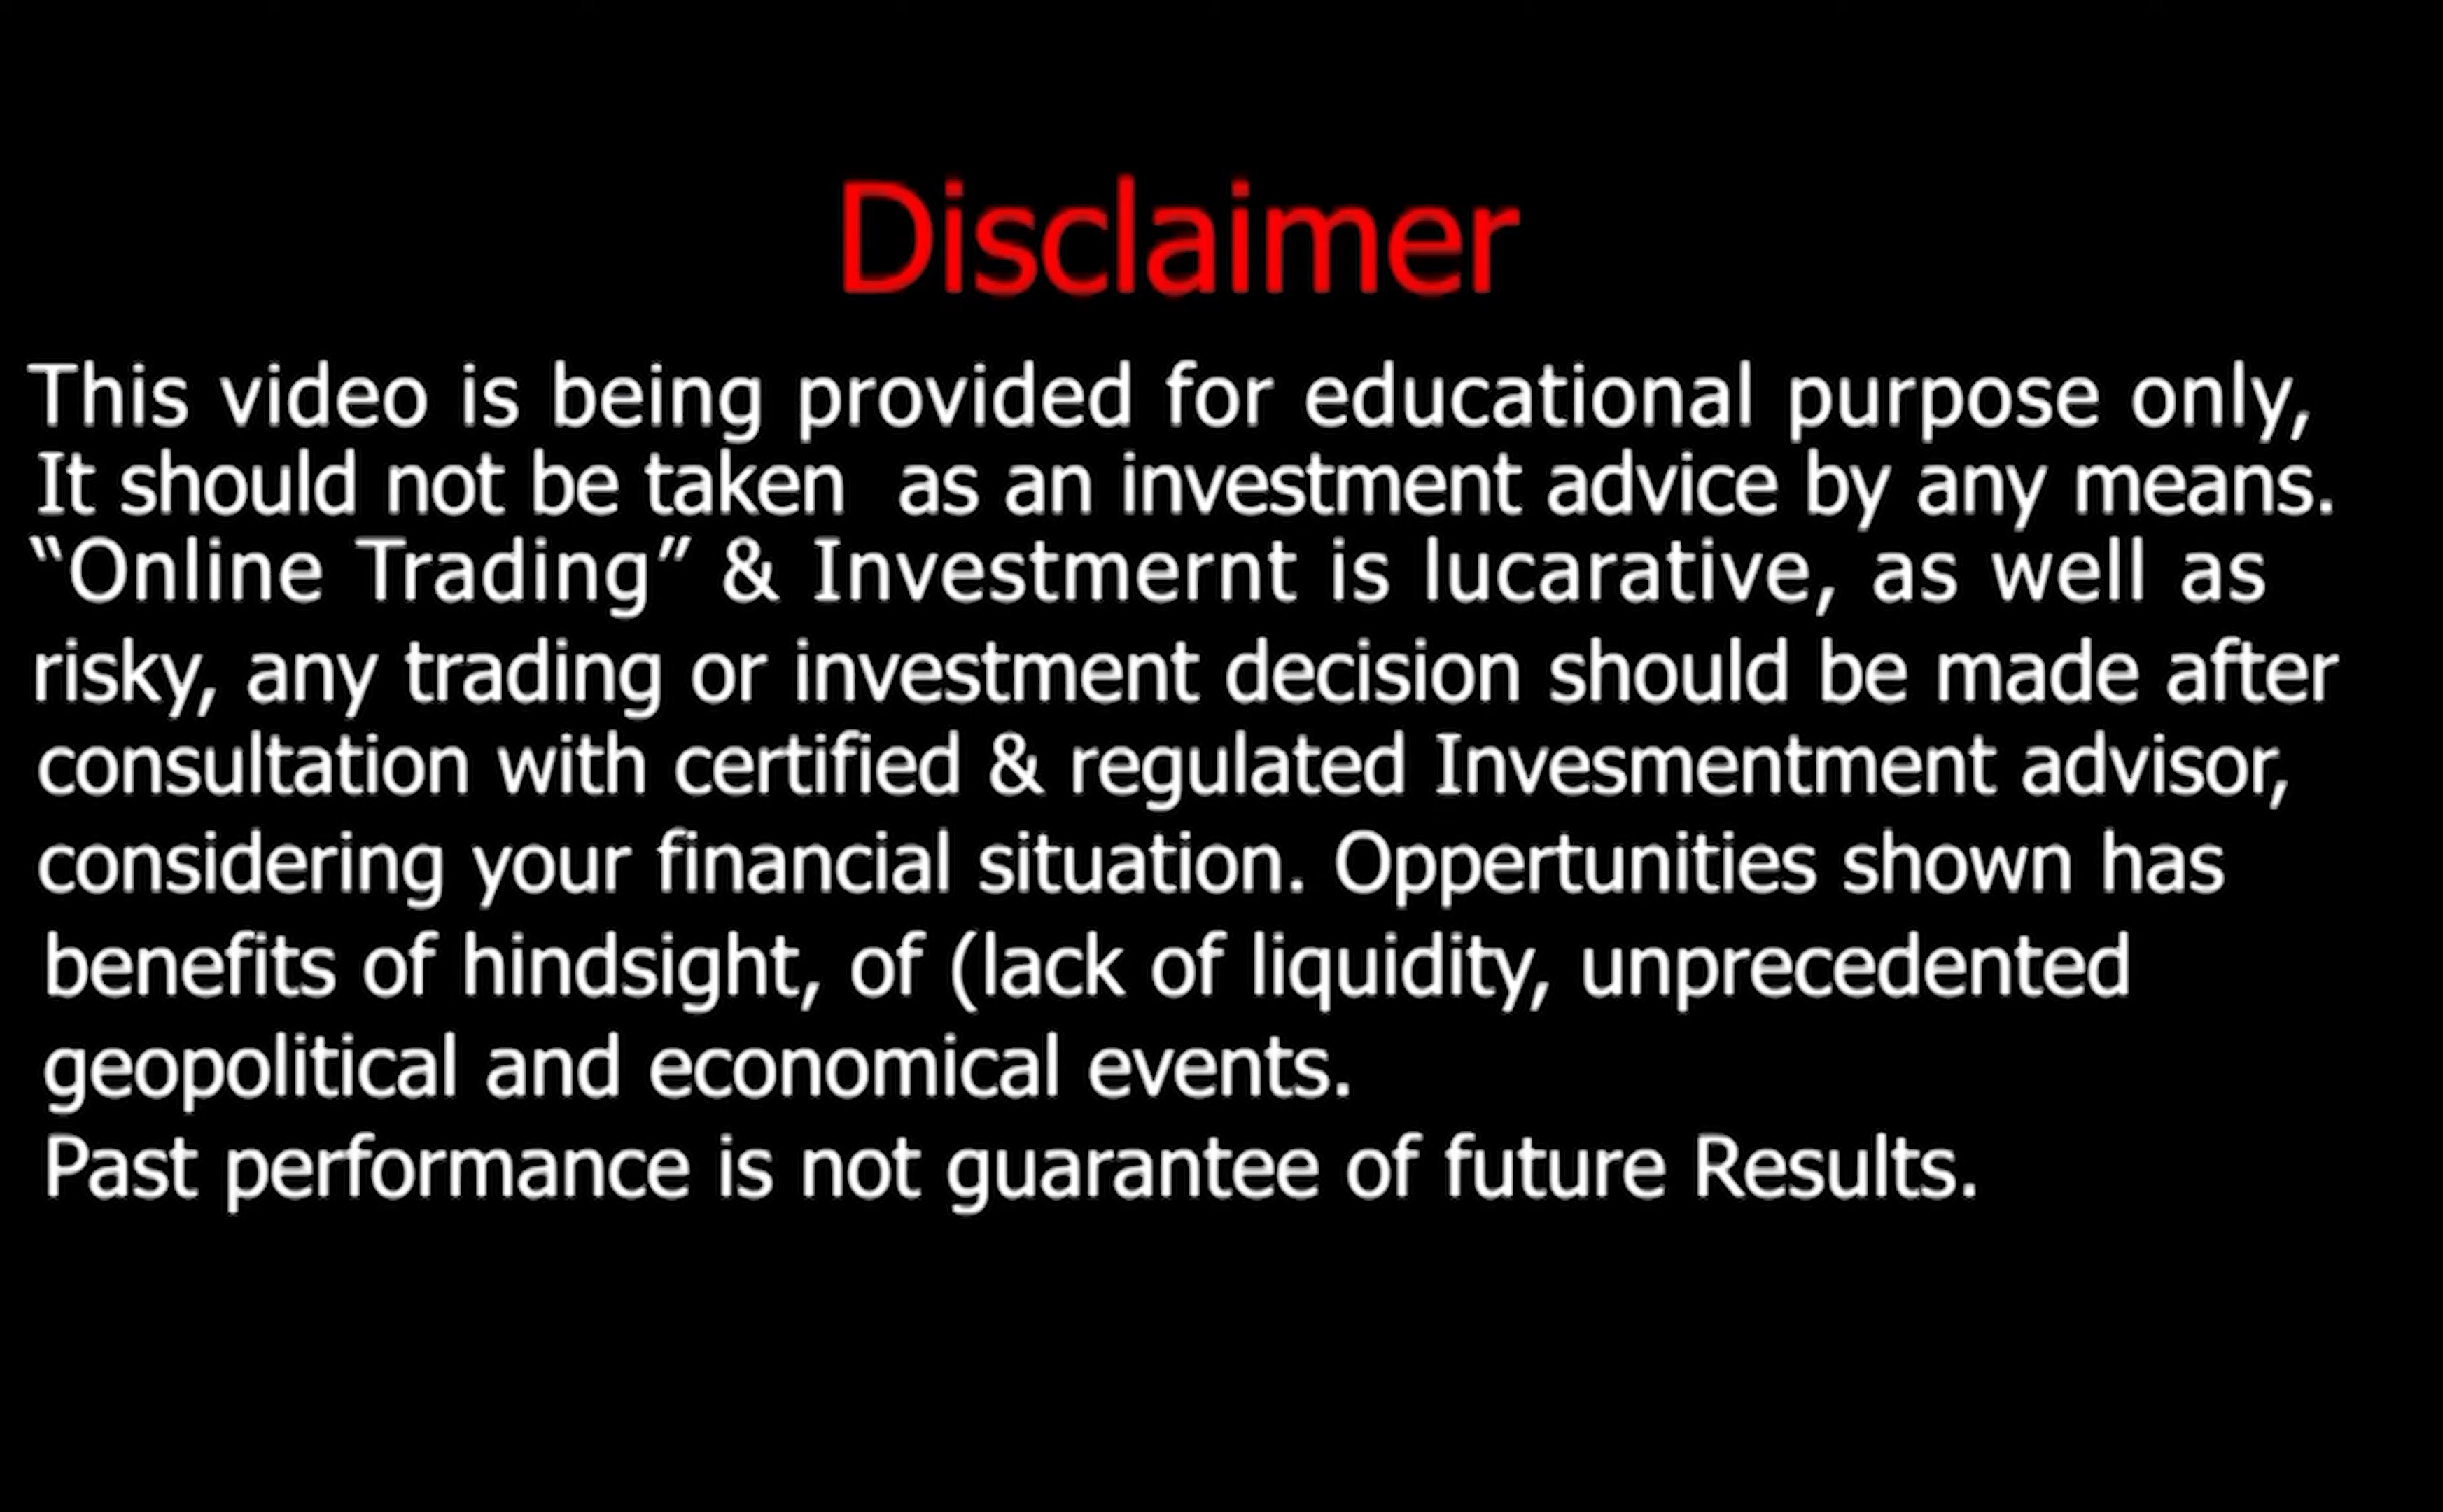 Disclaimer
This video is being provided for educational purpose only,
It should not be taken  as an investment advice by any means.
“Online Trading” & Investmernt is lucarative, as well as
risky, any trading or investment decision should be made after
consultation with certified & regulated Invesmentment advisor,
considering your financial situation. Oppertunities shown has
benefits of hindsight, of (lack of liquidity, unprecedented
geopolitical and economical events.
Past performance is not guarantee of future Results.